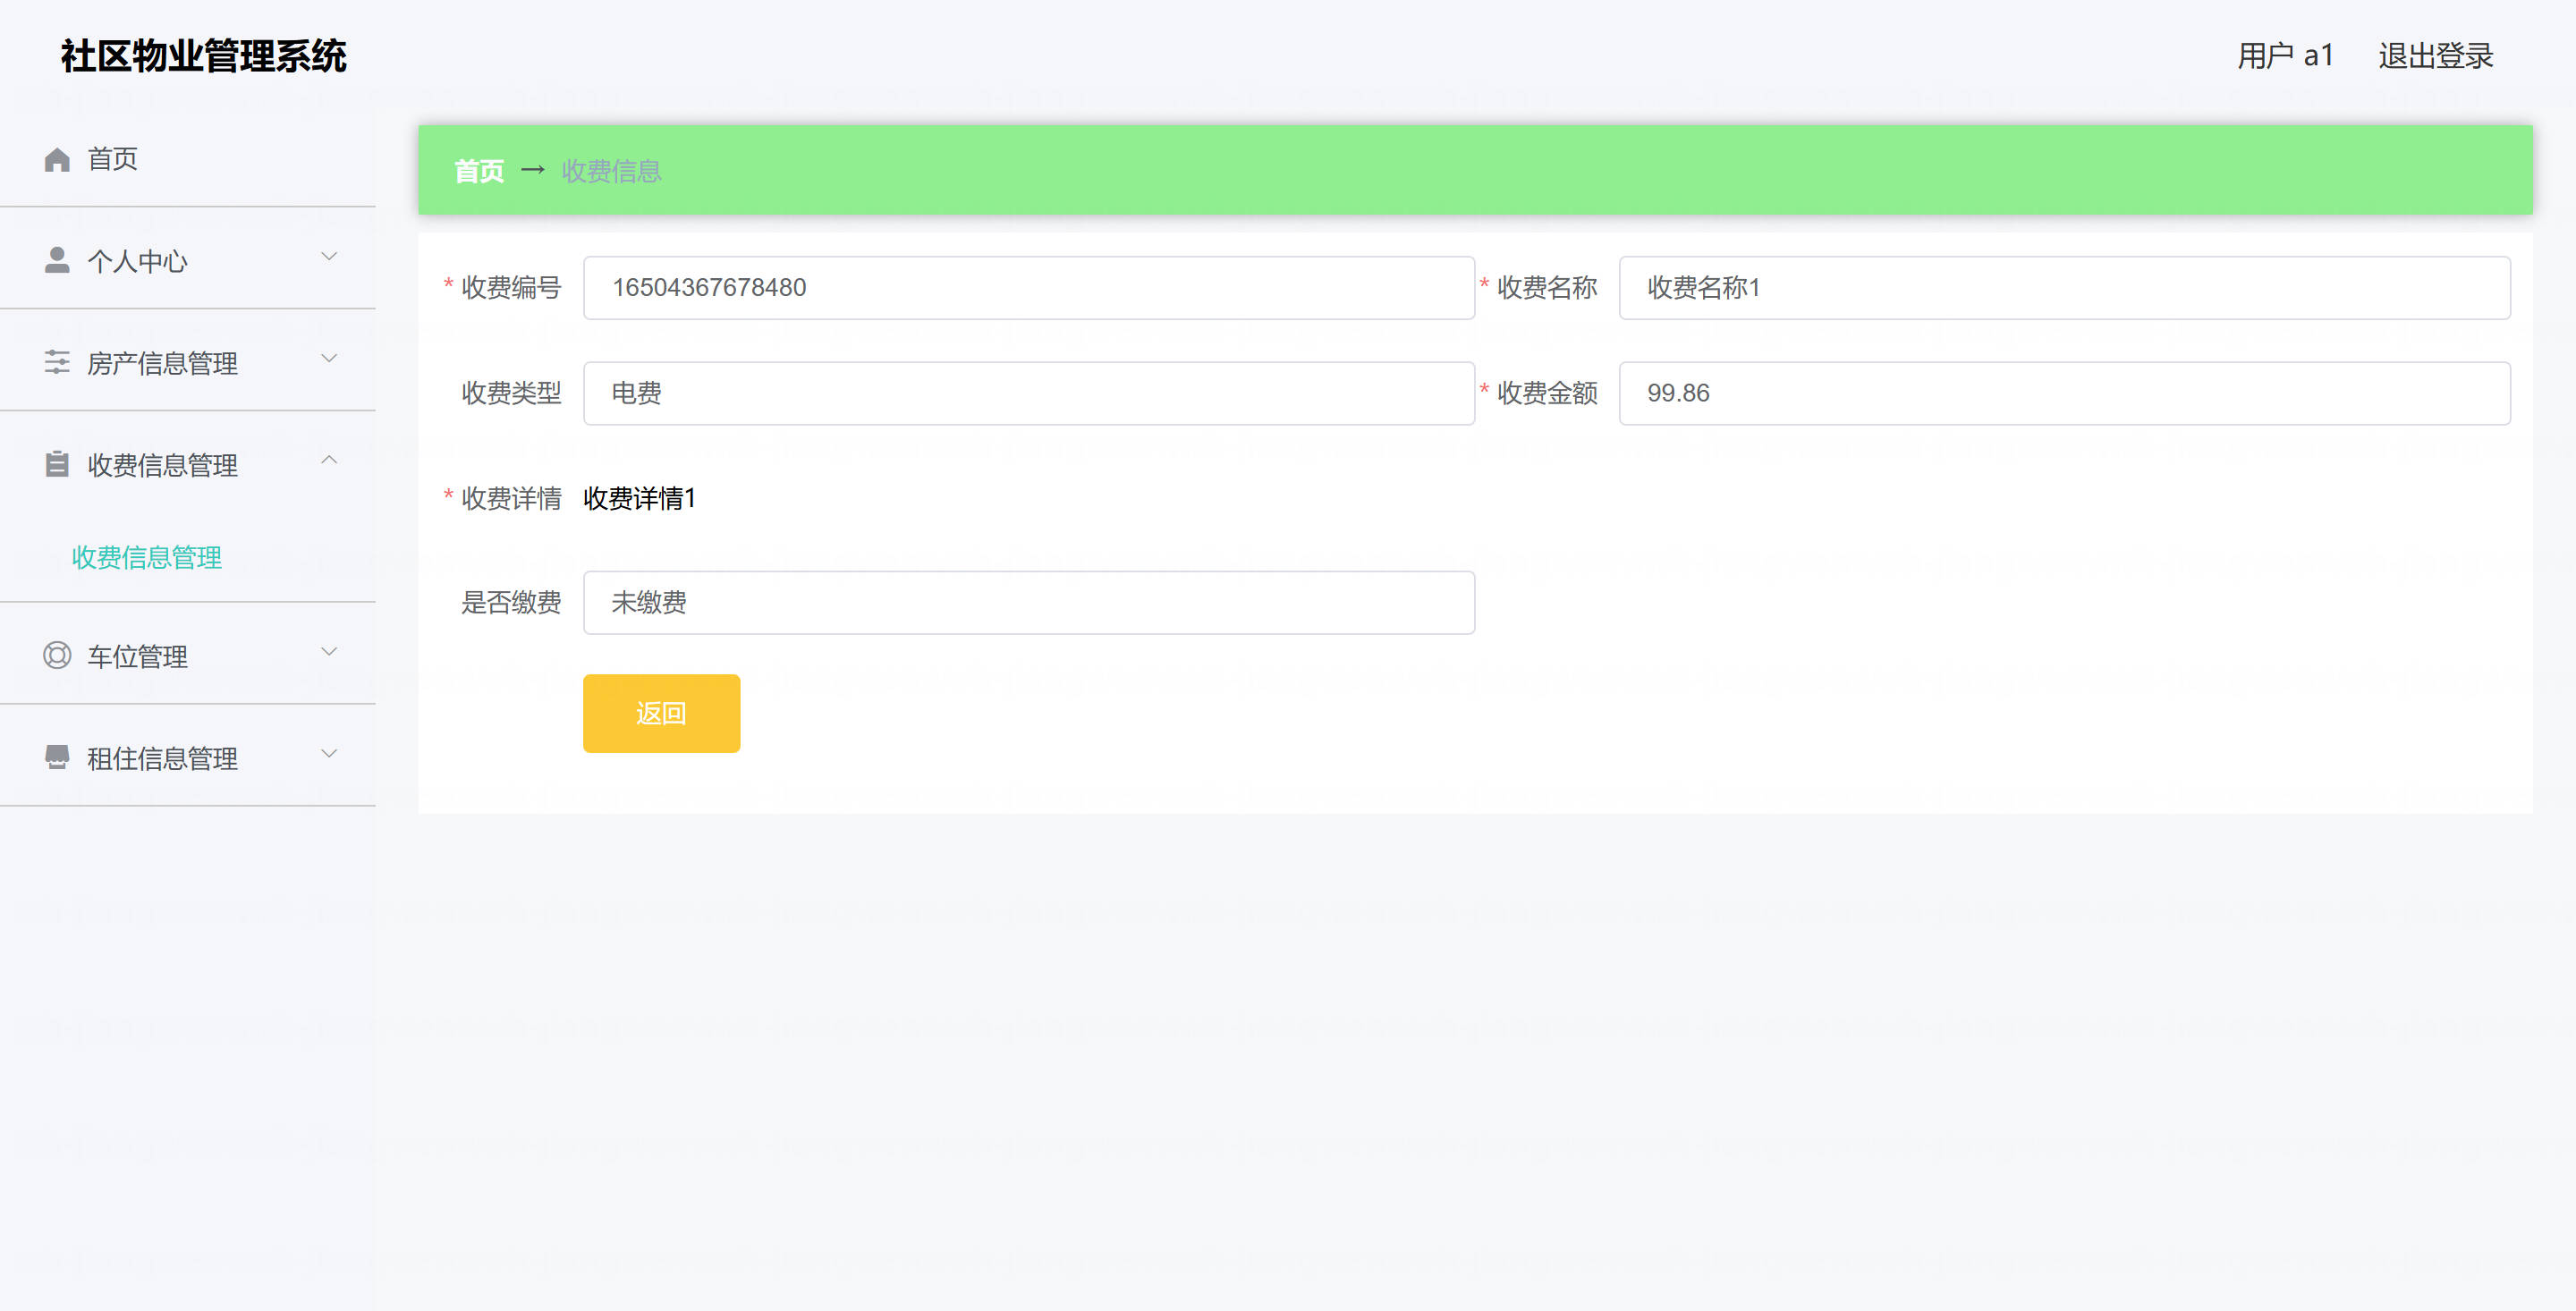 社区物业管理系统
用户 a1 退出登录
首页
个人中心
房产信息管理
收费信息管理
收费信息管理
车位管理
租住信息管理
首页 → 收费信息
* 收费编号 16504367678480 * 收费名称 收费名称1
收费类型 电费 * 收费金额 99.86
* 收费详情 收费详情1
是否缴费 未缴费
返回